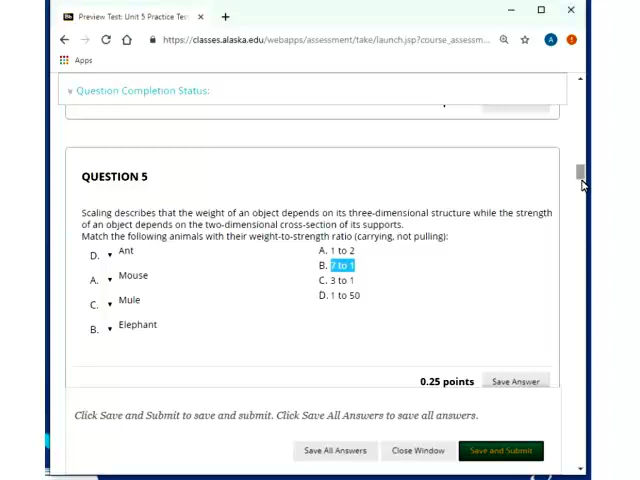 Preview Test: Unit 5 Practice Tes
https://classes.alaska.edu/webapps/assessment/take/launch.jsp?course_assessm...
A
Apps
Question Completion Status:
QUESTION 5
Scaling describes that the weight of an object depends on its three-dimensional structure while the strength
of an object depends on the two-dimensional cross-section of its supports.
Match the following animals with their weight-to-strength ratio (carrying, not pulling):
D. Ant
A. Mouse
C. Mule
B. Elephant
A. 1 to 2
B. 7 to 1
C. 3 to 1
D. 1 to 50
0.25 points
Save Answer
Click Save and Submit to save and submit. Click Save All Answers to save all answers.
Save All Answers
Close Window
Save and Submit